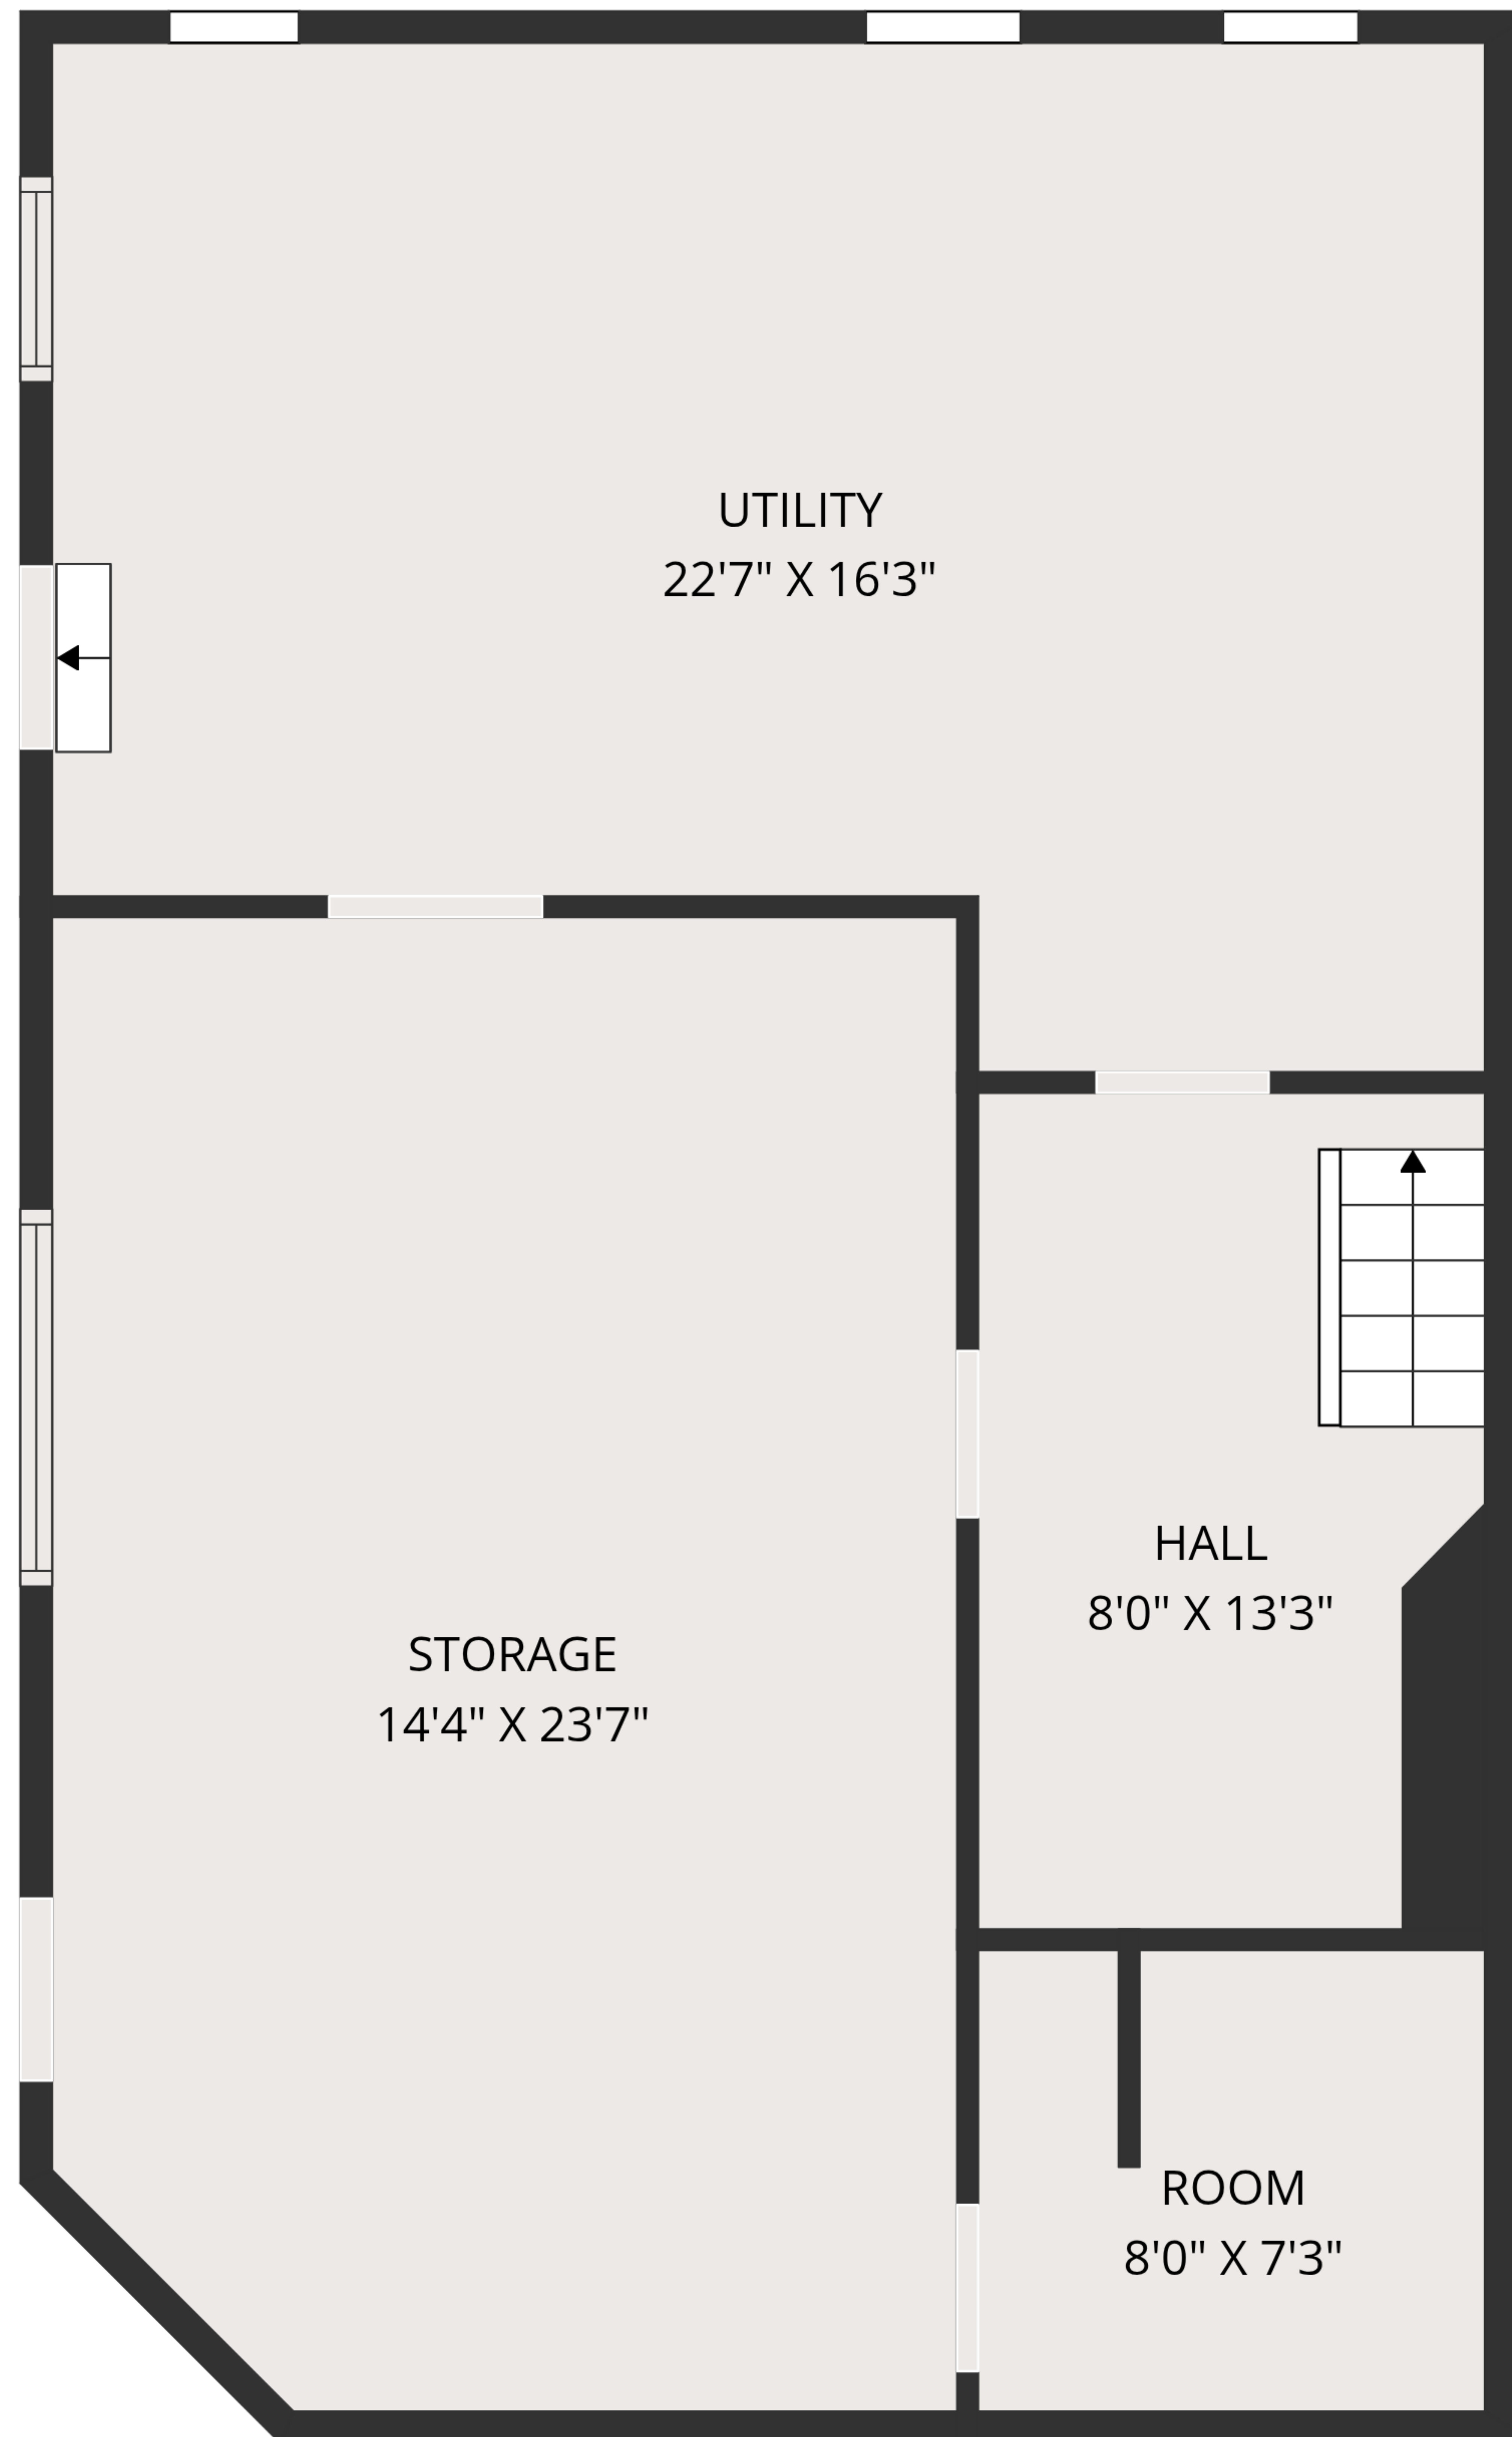 UTILITY
22'7" X 16'3"
HALL
8'0" X 13'3"
STORAGE
14'4" X 23'7"
ROOM
8'0" X 7'3"